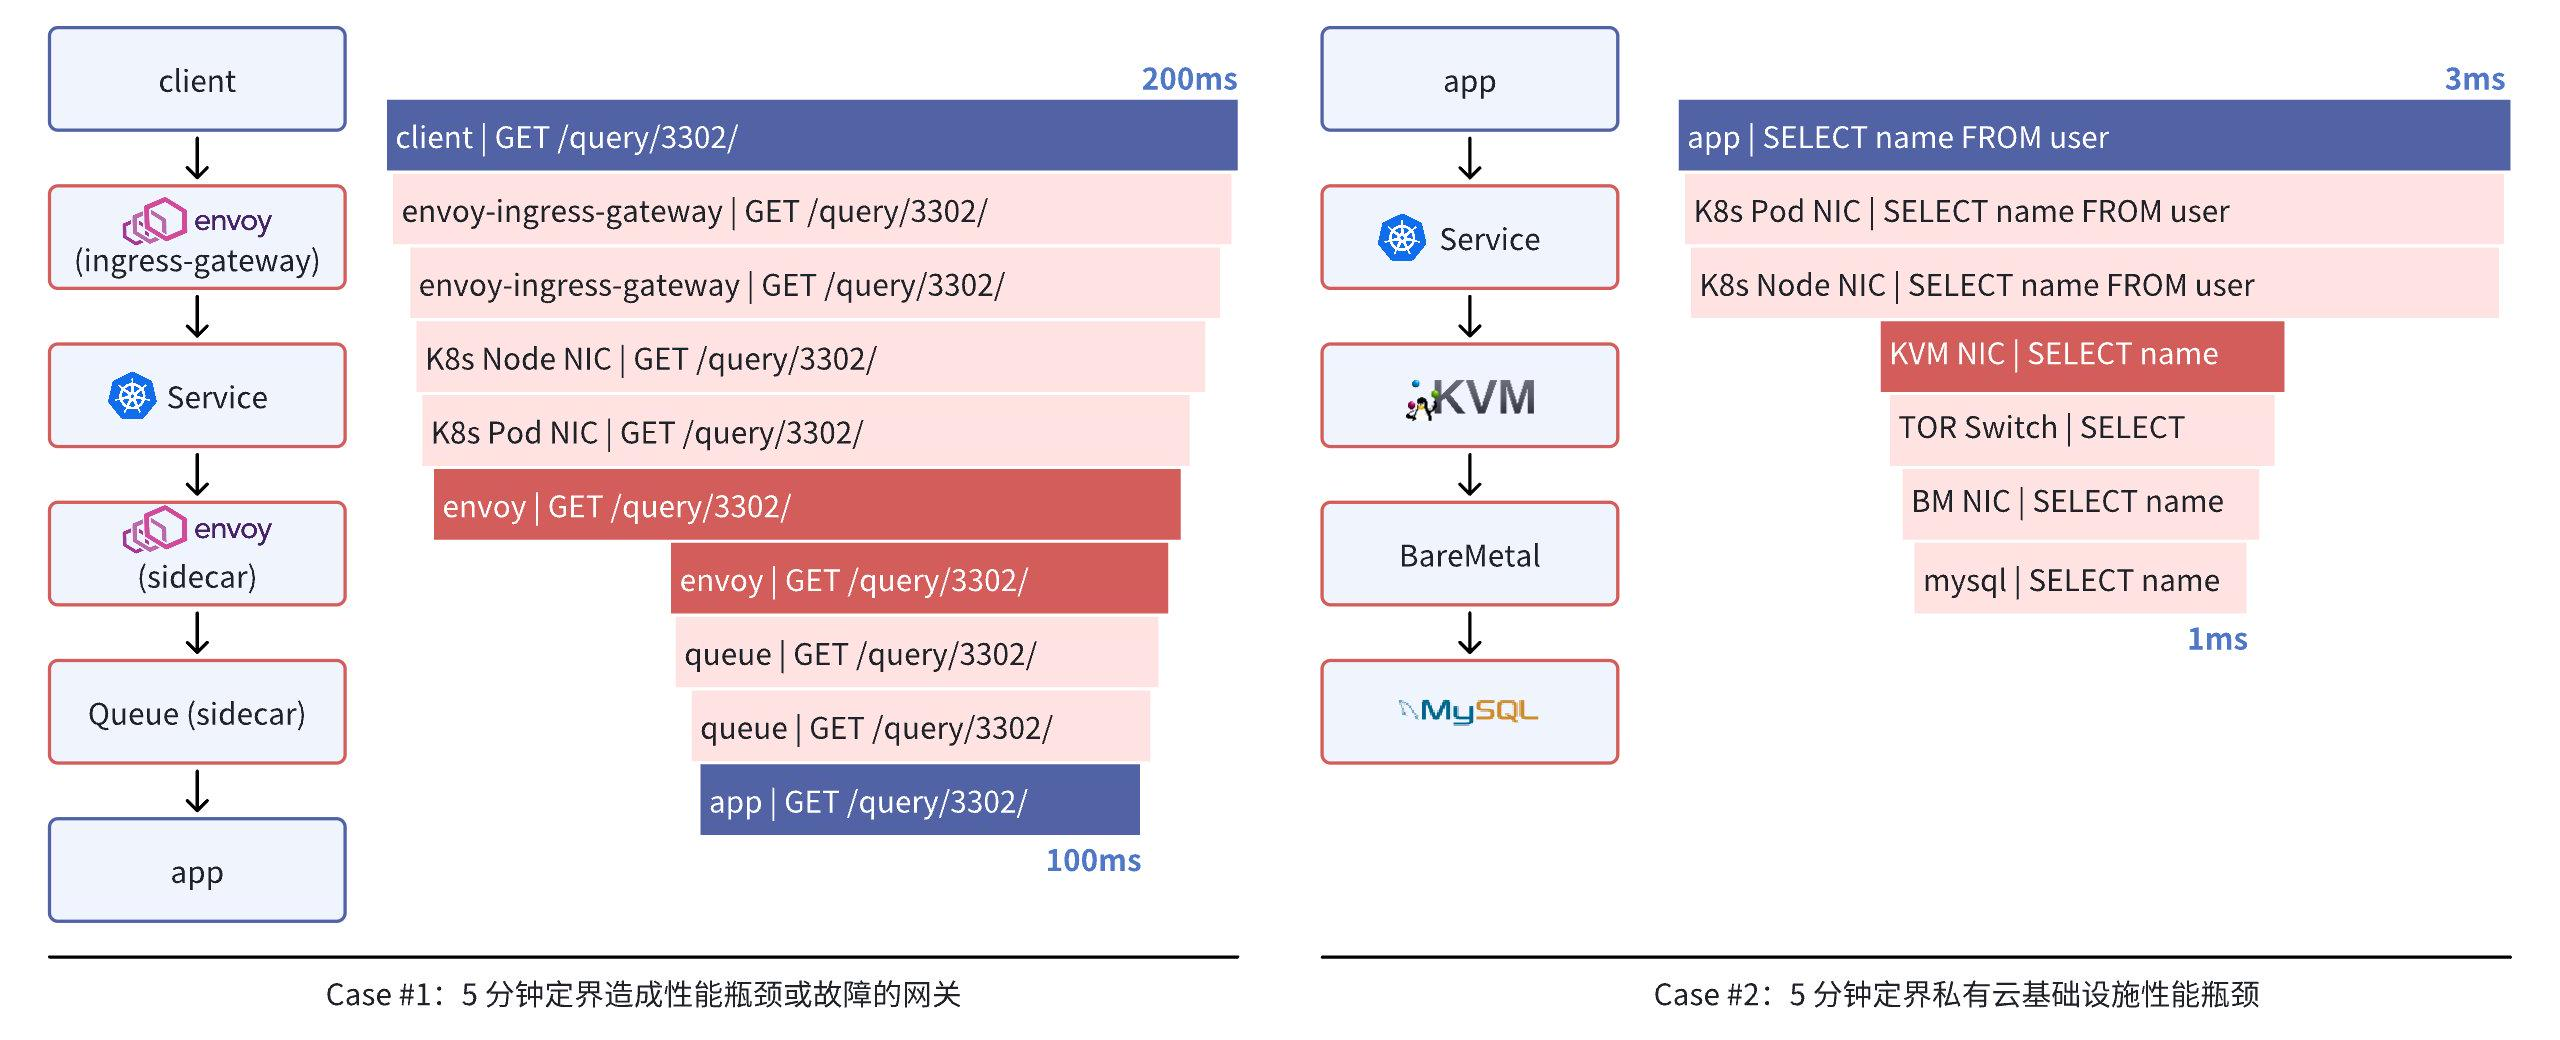 client
envoy
(ingress-gateway)
Service
envoy
(sidecar)
Queue (sidecar)
app
200ms
client | GET /query/3302/
envoy-ingress-gateway | GET /query/3302/
envoy-ingress-gateway | GET /query/3302/
K8s Node NIC | GET /query/3302/
K8s Pod NIC | GET /query/3302/
envoy | GET /query/3302/
envoy | GET /query/3302/
queue | GET /query/3302/
queue | GET /query/3302/
app | GET /query/3302/
100ms
Case #1：5 分钟定界造成性能瓶颈或故障的网关
app
Service
KVM
BareMetal
MySQL
3ms
app | SELECT name FROM user
K8s Pod NIC | SELECT name FROM user
K8s Node NIC | SELECT name FROM user
KVM NIC | SELECT name
TOR Switch | SELECT
BM NIC | SELECT name
mysql | SELECT name
1ms
Case #2：5 分钟定界私有云基础设施性能瓶颈